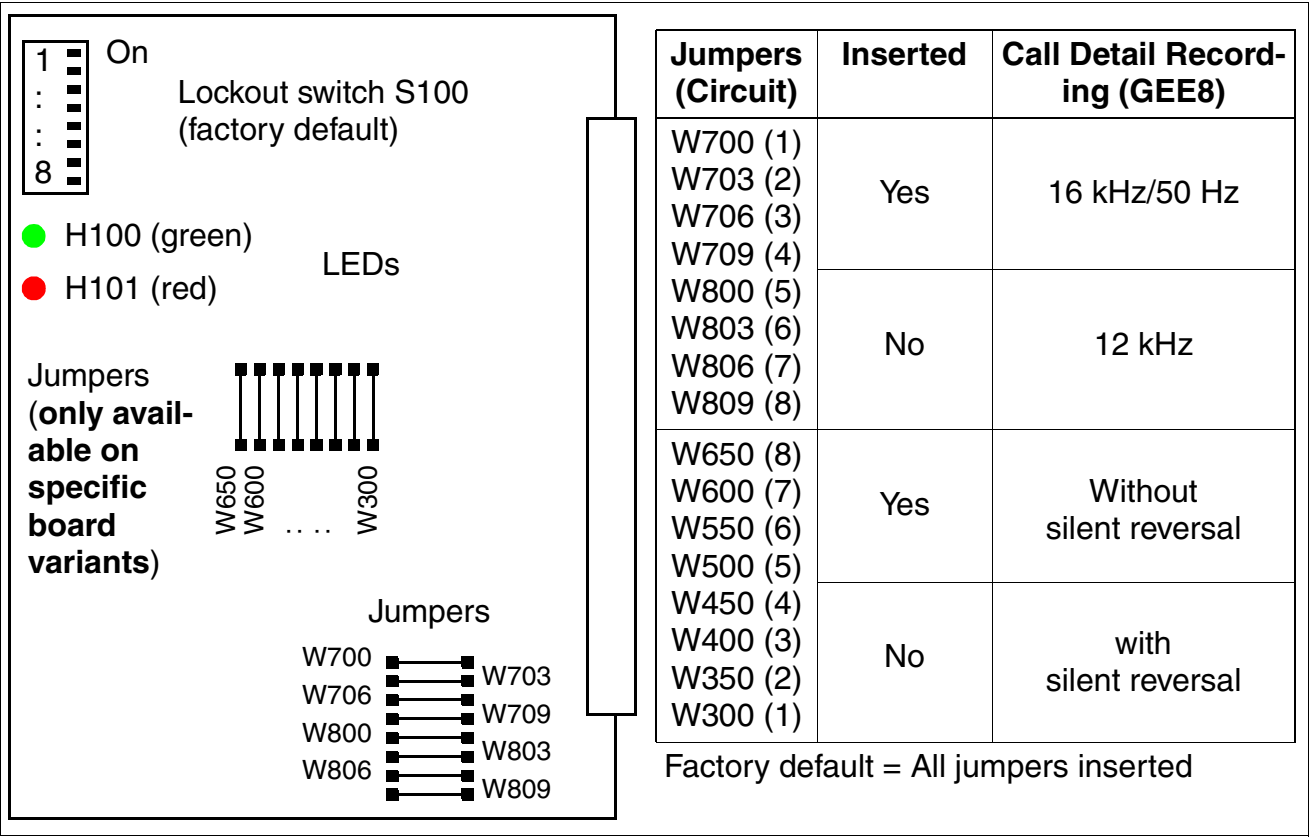 1
On
:
:
8
Lockout switch S100
(factory default)
H100 (green)
H101 (red)
LEDs
Jumpers
(only avail-
able on
specific
board
variants)
W650
W600
.. ..
W300
Jumpers
W700
W703
W706
W709
W800
W803
W806
W809
Jumpers
(Circuit)
Inserted
Call Detail Record-
ing (GEE8)
W700 (1)
W703 (2)
W706 (3)
W709 (4)
W800 (5)
W803 (6)
W806 (7)
W809 (8)
Yes
16 kHz/50 Hz
No
12 kHz
W650 (8)
W600 (7)
W550 (6)
W500 (5)
W450 (4)
W400 (3)
W350 (2)
W300 (1)
Yes
Without
silent reversal
No
with
silent reversal
Factory default = All jumpers inserted